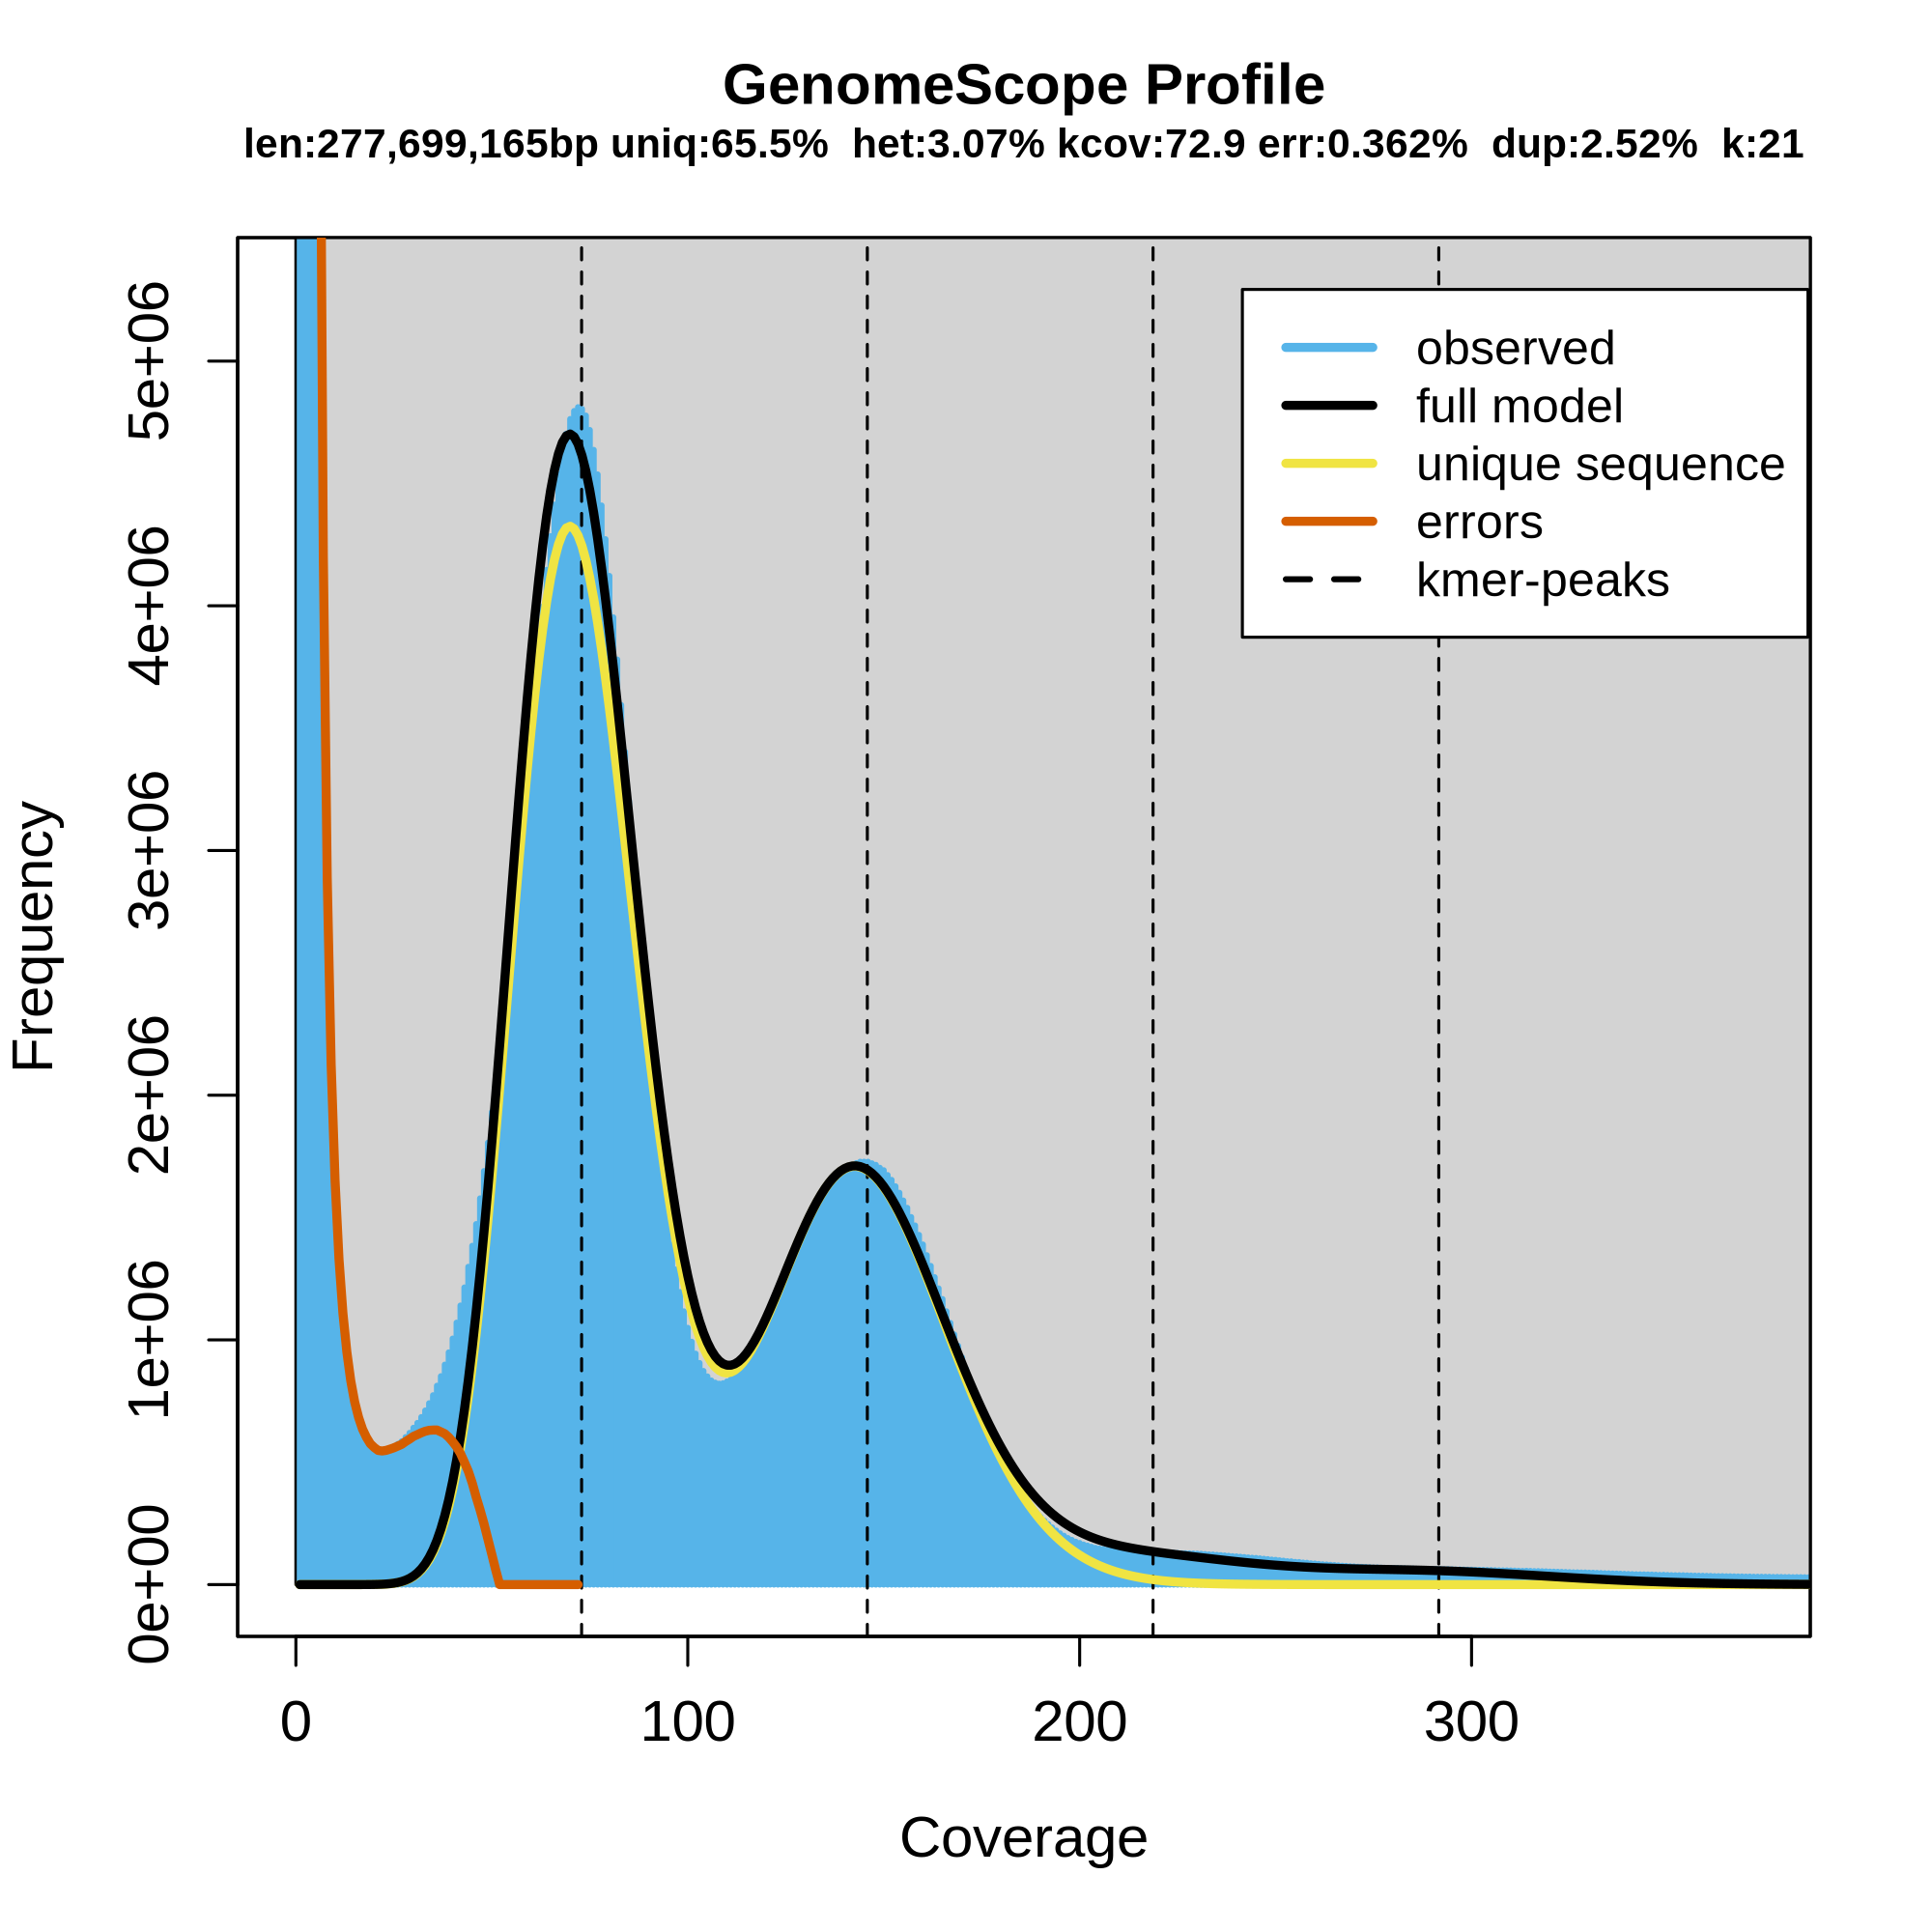 GenomeScope Profile
len:277,699,165bp uniq:65.5% het:3.07% kcov:72.9 err:0.362% dup:2.52% k:21
observed
full model
unique sequence
errors
kmer-peaks
Frequency
5e+06
4e+06
3e+06
2e+06
1e+06
0e+00
0 100 200 300
Coverage